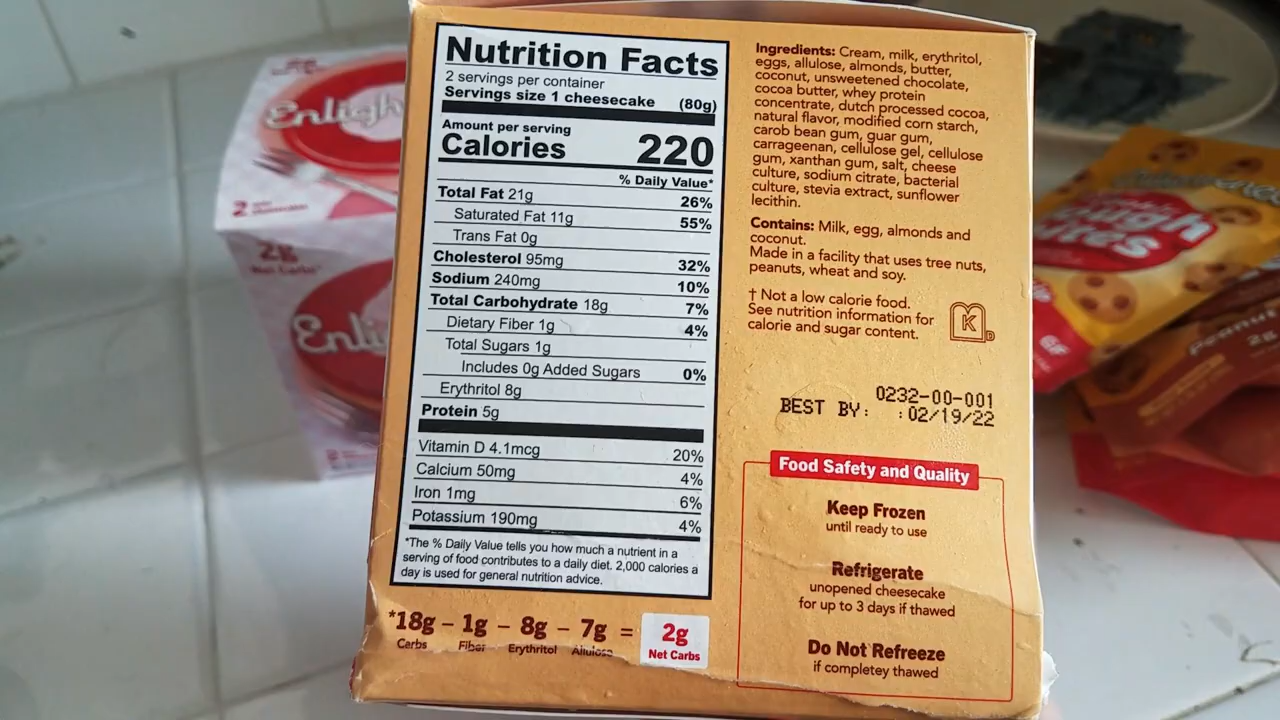 Nutrition Facts
2 servings per container
Servings size 1 cheesecake (80g)
Amount per serving
Calories 220
% Daily Value*
Total Fat 21g 26%
Saturated Fat 11g 55%
Trans Fat 0g
Cholesterol 95mg 32%
Sodium 240mg 10%
Total Carbohydrate 18g 7%
Dietary Fiber 1g 4%
Total Sugars 1g
Includes 0g Added Sugars 0%
Erythritol 8g
Protein 5g
Vitamin D 4.1mcg 20%
Calcium 50mg 4%
Iron 1mg 6%
Potassium 190mg 4%
*The % Daily Value tells you how much a nutrient in a
serving of food contributes to a daily diet. 2,000 calories a
day is used for general nutrition advice.
*18g – 1g – 8g – 7g = 2g
Carbs Fiber Erythritol Allulose Net Carbs
Ingredients: Cream, milk, erythritol,
eggs, allulose, almonds, butter,
coconut, unsweetened chocolate,
cocoa butter, whey protein
concentrate, dutch processed cocoa,
natural flavor, modified corn starch,
carob bean gum, guar gum,
carrageenan, cellulose gel, cellulose
gum, xanthan gum, salt, cheese
culture, sodium citrate, bacterial
culture, stevia extract, sunflower
lecithin.
Contains: Milk, egg, almonds and
coconut.
Made in a facility that uses tree nuts,
peanuts, wheat and soy.
† Not a low calorie food.
See nutrition information for
calorie and sugar content.
K
D
0232-00-001
BEST BY: :02/19/22
Food Safety and Quality
Keep Frozen
until ready to use
Refrigerate
unopened cheesecake
for up to 3 days if thawed
Do Not Refreeze
if completey thawed
Enligh
2
2g
Net Carbs*
Enli
Dough
Bars
GF
Peanut